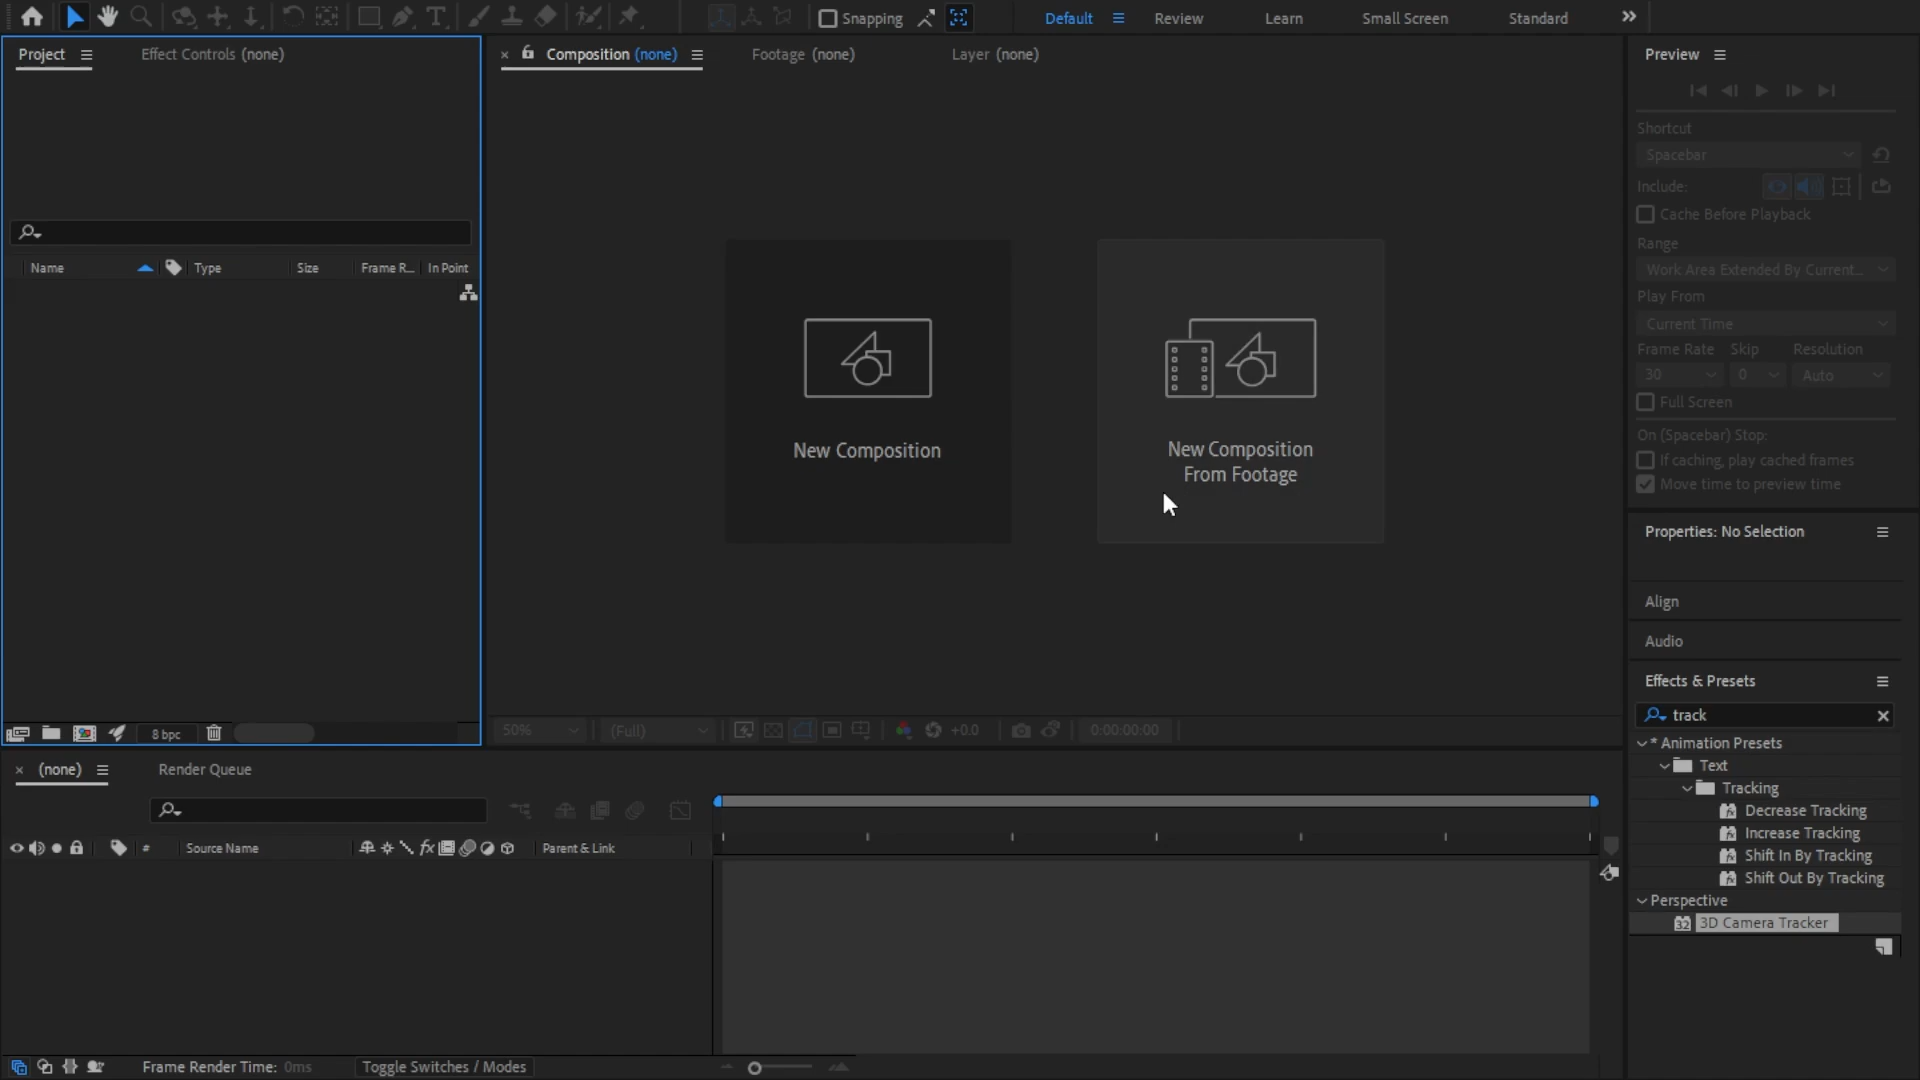 Snapping
Default
Review
Learn
Small Screen
Standard
Project
Effect Controls (none)
Composition (none)
Footage (none)
Layer (none)
Preview
Shortcut
Spacebar
Include:
Cache Before Playback
Range
Work Area Extended By Current...
Play From
Current Time
Frame Rate Skip Resolution
30 0 Auto
Full Screen
On (Spacebar) Stop:
If caching, play cached frames
Move time to preview time
Name Type Size Frame R... In Point
New Composition
New Composition
From Footage
Properties: No Selection
Align
Audio
Effects & Presets
track
* Animation Presets
Text
Tracking
Decrease Tracking
Increase Tracking
Shift In By Tracking
Shift Out By Tracking
Perspective
32 3D Camera Tracker
8 bpc
50% (Full) +0.0 0:00:00:00
(none)
Render Queue
# Source Name fx Parent & Link
Frame Render Time: 0ms
Toggle Switches / Modes